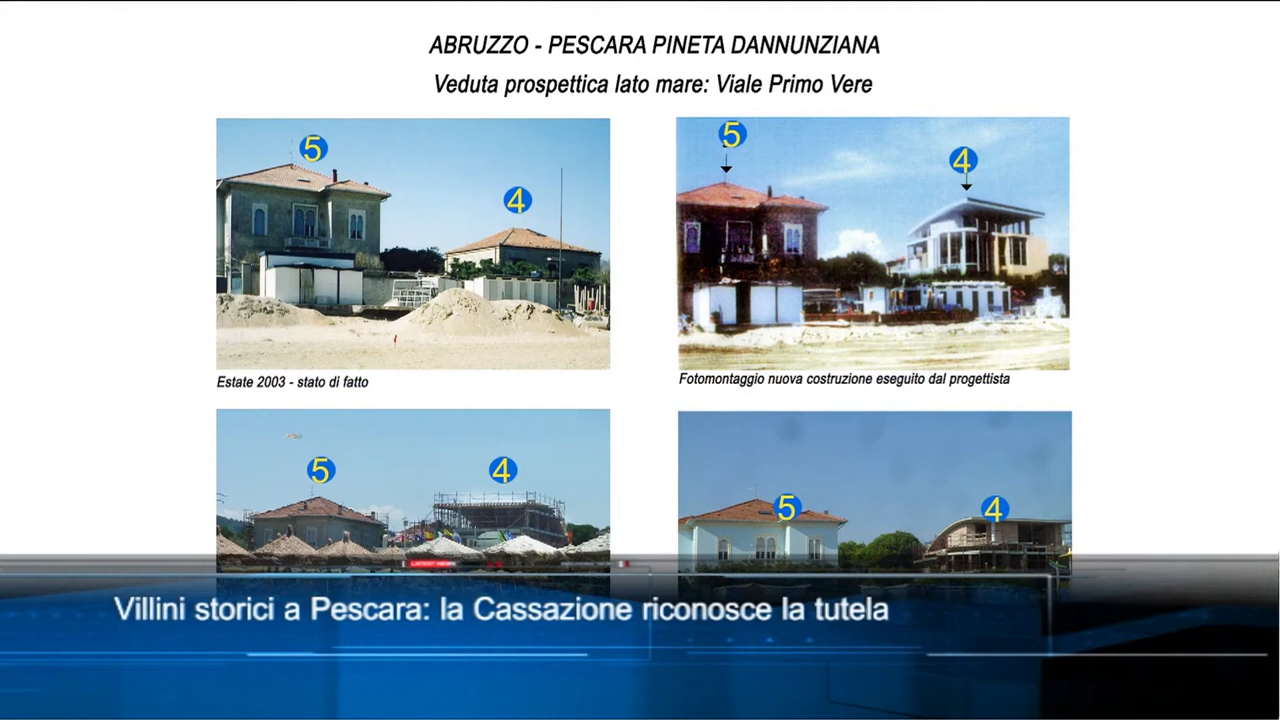 ABRUZZO - PESCARA PINETA DANNUNZIANA
Veduta prospettica lato mare: Viale Primo Vere
5
4
5
4
Estate 2003 - stato di fatto
Fotomontaggio nuova costruzione eseguito dal progettista
5
4
5
4
LATEST NEWS
Villini storici a Pescara: la Cassazione riconosce la tutela